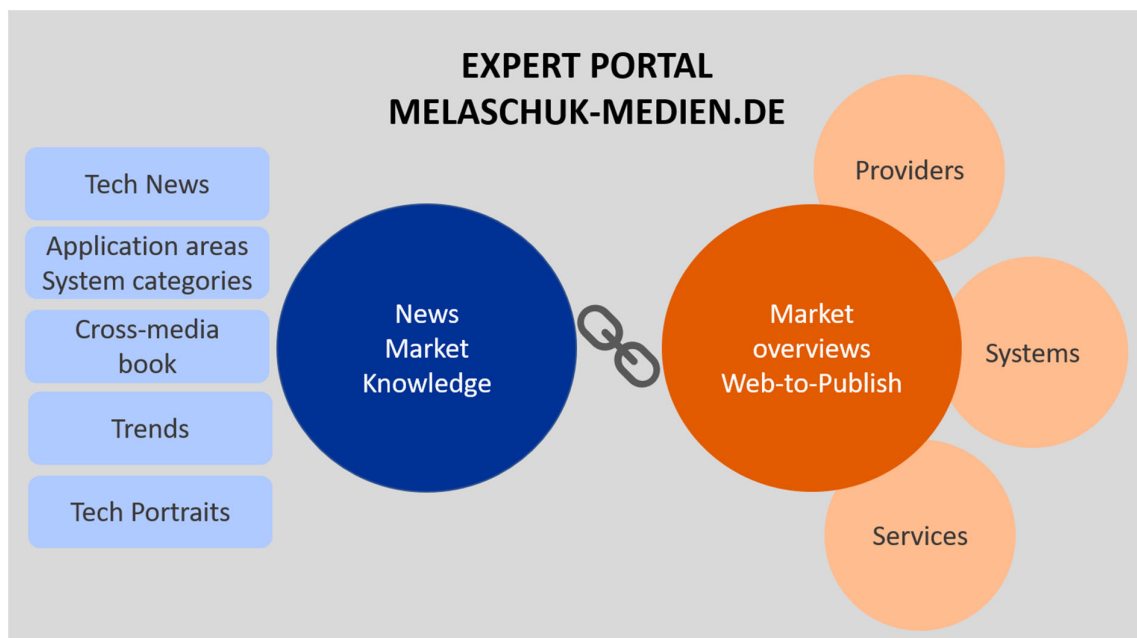 EXPERT PORTAL
MELASCHUK-MEDIEN.DE
Tech News
Application areas
System categories
Cross-media
book
Trends
Tech Portraits
News
Market
Knowledge
Market
overviews
Web-to-Publish
Providers
Systems
Services